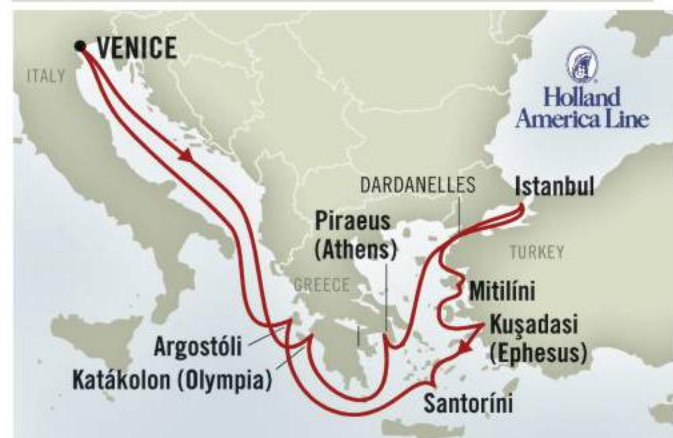 VENICE
ITALY
Holland
America Line
DARDANELLES
Istanbul
Piraeus
(Athens)
TURKEY
GREECE
Mitilíni
Kuşadasi
(Ephesus)
Argostóli
Katákolon (Olympia)
Santoríni